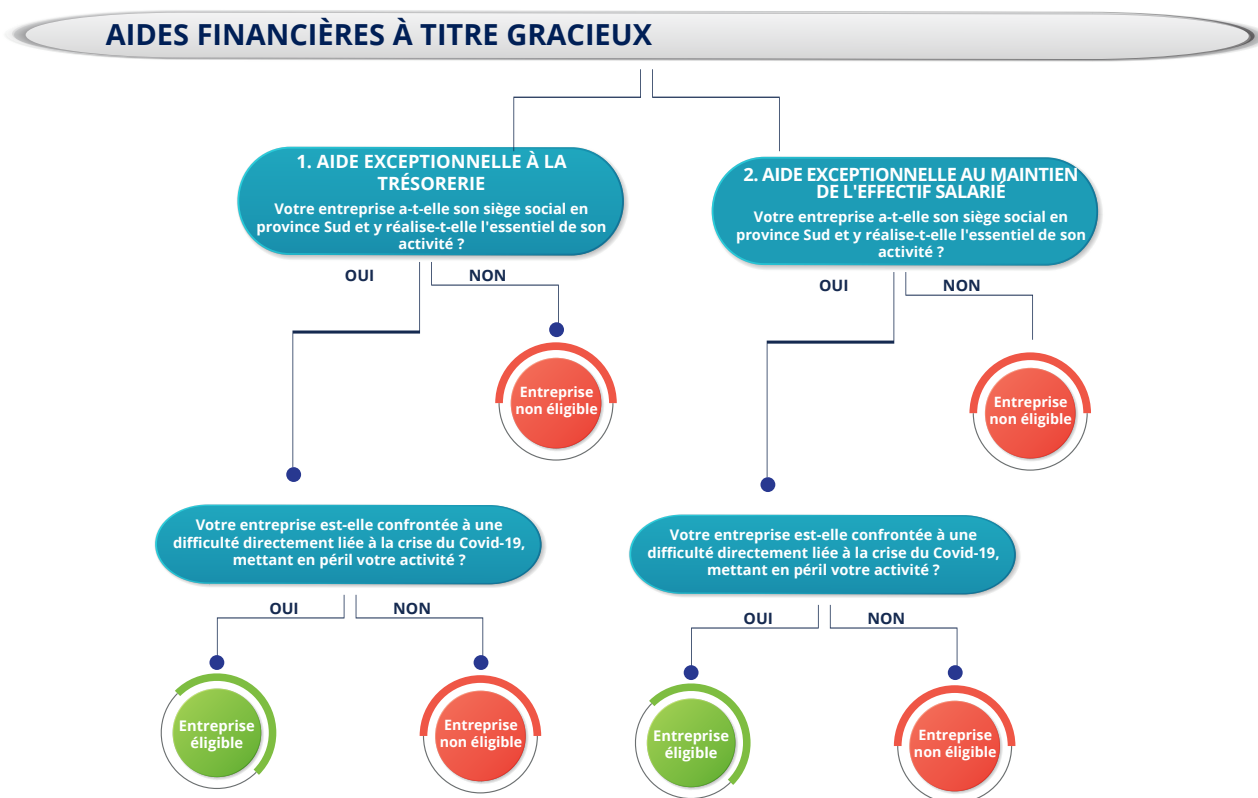 AIDES FINANCIÈRES À TITRE GRACIEUX
1. AIDE EXCEPTIONNELLE À LA
TRÉSORERIE
Votre entreprise a-t-elle son siège social en
province Sud et y réalise-t-elle l'essentiel de son
activité ?
OUI
NON
Entreprise
non éligible
Votre entreprise est-elle confrontée à une
difficulté directement liée à la crise du Covid-19,
mettant en péril votre activité ?
OUI
NON
Entreprise
éligible
Entreprise
non éligible
2. AIDE EXCEPTIONNELLE AU MAINTIEN
DE L'EFFECTIF SALARIÉ
Votre entreprise a-t-elle son siège social en
province Sud et y réalise-t-elle l'essentiel de son
activité ?
OUI
NON
Entreprise
non éligible
Votre entreprise est-elle confrontée à une
difficulté directement liée à la crise du Covid-19,
mettant en péril votre activité ?
OUI
NON
Entreprise
éligible
Entreprise
non éligible